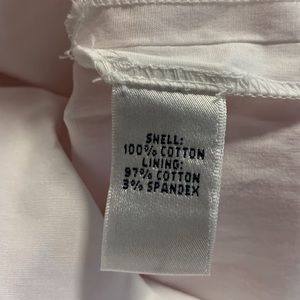 SHELL:
100% COTTON
LINING:
97% COTTON
3% SPANDEX